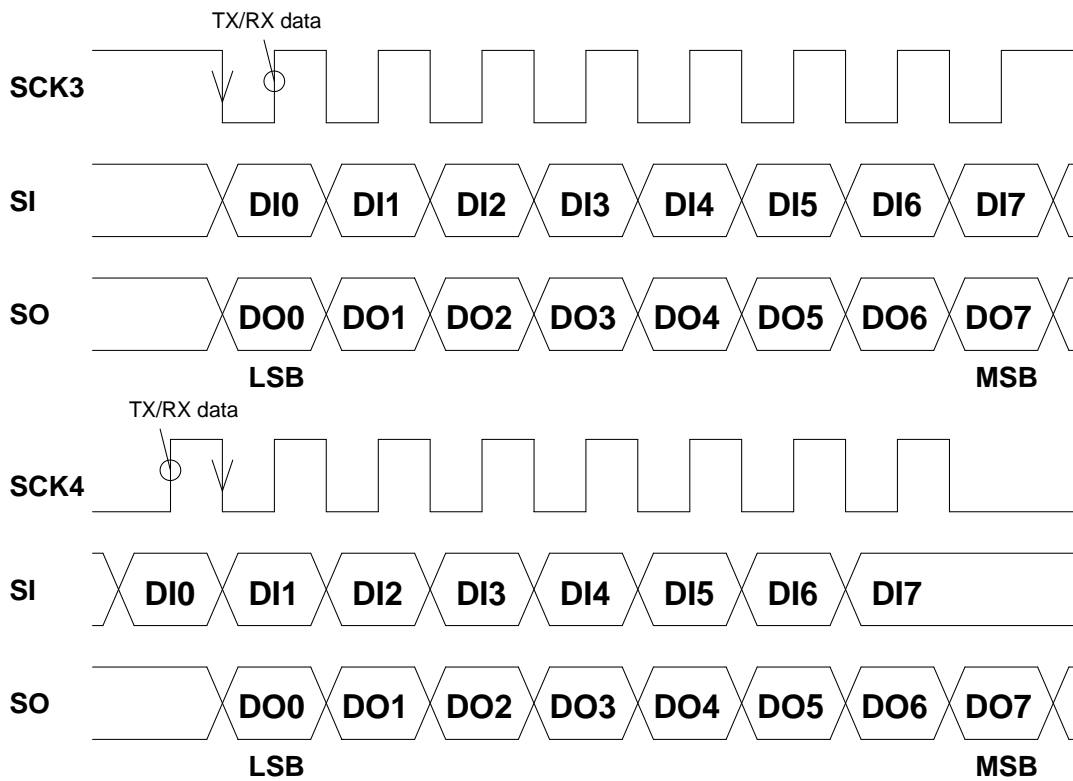 TX/RX data
SCK3
SI DI0 DI1 DI2 DI3 DI4 DI5 DI6 DI7
SO DO0 DO1 DO2 DO3 DO4 DO5 DO6 DO7
LSB MSB
TX/RX data
SCK4
SI DI0 DI1 DI2 DI3 DI4 DI5 DI6 DI7
SO DO0 DO1 DO2 DO3 DO4 DO5 DO6 DO7
LSB MSB